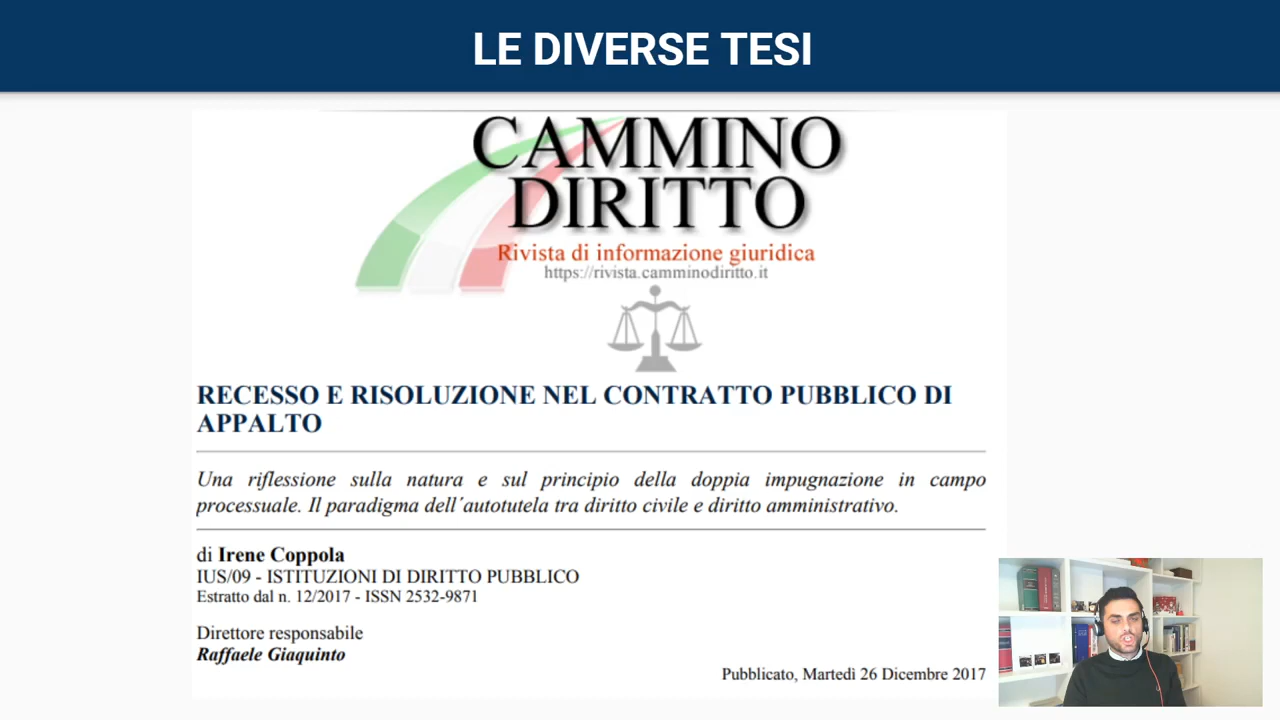 LE DIVERSE TESI
CAMMINO
DIRITTO
Rivista di informazione giuridica
https://rivista.camminodiritto.it
RECESSO E RISOLUZIONE NEL CONTRATTO PUBBLICO DI
APPALTO
Una riflessione sulla natura e sul principio della doppia impugnazione in campo
processuale. Il paradigma dell´autotutela tra diritto civile e diritto amministrativo.
di Irene Coppola
IUS/09 - ISTITUZIONI DI DIRITTO PUBBLICO
Estratto dal n. 12/2017 - ISSN 2532-9871
Direttore responsabile
Raffaele Giaquinto
Pubblicato, Martedì 26 Dicembre 2017